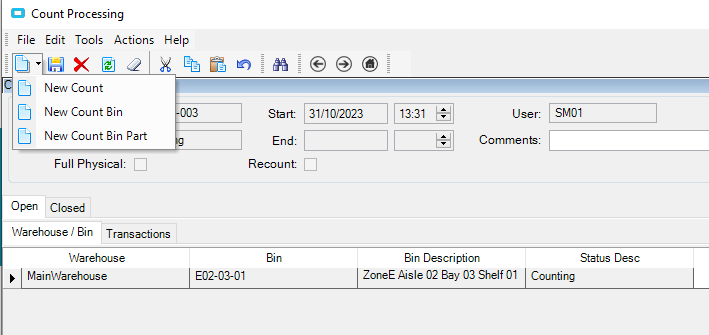 Count Processing
File Edit Tools Actions Help
New Count
New Count Bin
New Count Bin Part
-003
Start: 31/10/2023 13:31 User: SM01
End: Comments:
Full Physical: Recount:
Open Closed
Warehouse / Bin Transactions
Warehouse Bin Bin Description Status Desc
MainWarehouse E02-03-01 ZoneE Aisle 02 Bay 03 Shelf 01 Counting